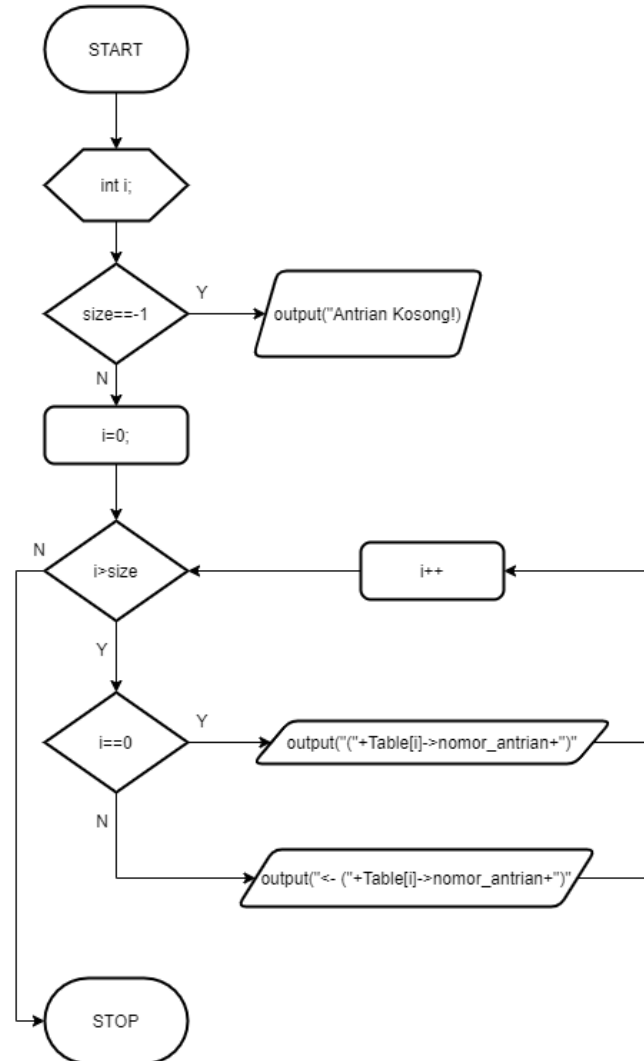 START
int i;
size==-1
Y
output("Antrian Kosong!)
N
i=0;
N
i>size
i++
Y
i==0
Y
output("("+Table[i]->nomor_antrian+")"
N
output("<- ("+Table[i]->nomor_antrian+")"
STOP